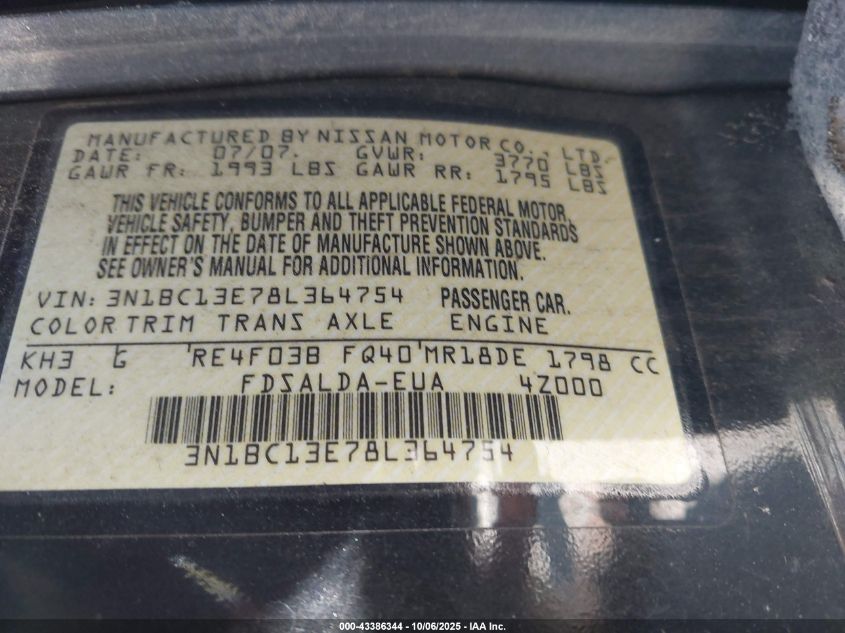 MANUFACTURED BY NISSAN MOTOR CO., LTD.
DATE: 07/07. GVWR: 3770 LBS
GAWR FR: 1993 LBS GAWR RR: 1795 LBS
THIS VEHICLE CONFORMS TO ALL APPLICABLE FEDERAL MOTOR
VEHICLE SAFETY, BUMPER AND THEFT PREVENTION STANDARDS
IN EFFECT ON THE DATE OF MANUFACTURE SHOWN ABOVE.
SEE OWNER'S MANUAL FOR ADDITIONAL INFORMATION.
VIN: 3N1BC13E78L364754 PASSENGER CAR.
COLOR TRIM TRANS AXLE ENGINE
KH3 G RE4F03B FQ40 MR18DE 1798 CC
MODEL: FDSALDA-EUA 4Z000
3N1BC13E78L364754
000-43386344 | 10/06/2025 - IAA Inc.